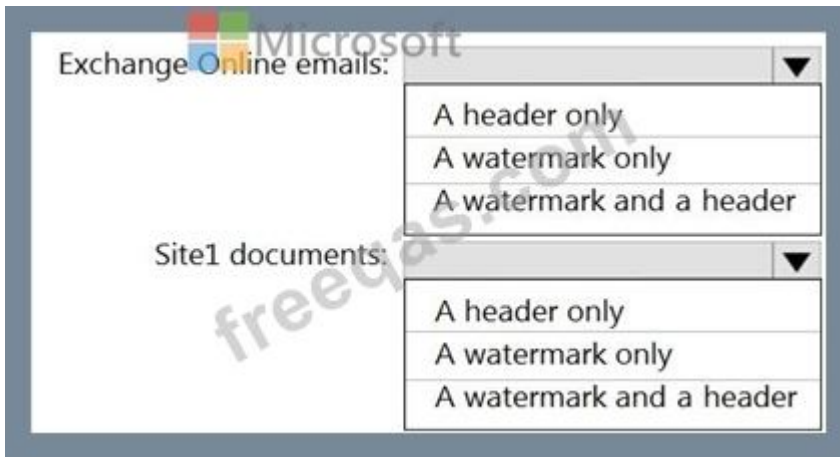 Microsoft
Exchange Online emails:
A header only
A watermark only
A watermark and a header
Site1 documents:
A header only
A watermark only
A watermark and a header
freeqas.com